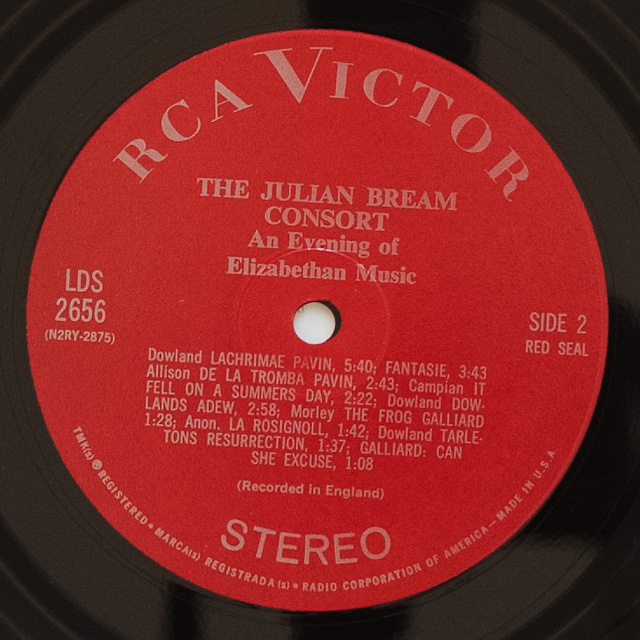 RCA VICTOR
THE JULIAN BREAM
CONSORT
An Evening of
Elizabethan Music
LDS
2656
(N2RY-2875)
SIDE 2
RED SEAL
Dowland LACHRIMAE PAVIN, 5:40; FANTASIE, 3:43
Allison DE LA TROMBA PAVIN, 2:43; Campian IT
FELL ON A SUMMERS DAY, 2:22; Dowland DOW-
LANDS ADEW, 2:58; Morley THE FROG GALLIARD
1:28; Anon. LA ROSIGNOLL, 1:42; Dowland TARLE-
TONS RESURRECTION, 1:37; GALLIARD: CAN
SHE EXCUSE, 1:08
(Recorded in England)
STEREO
TMK(s) ® REGISTERED • MARCA(s) REGISTRADA(s) • RADIO CORPORATION OF AMERICA — MADE IN U.S.A